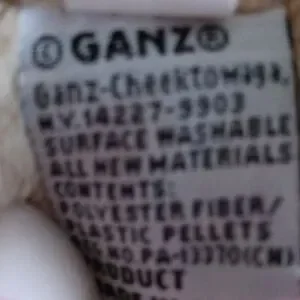 © GANZ®
Ganz-Cheektowaga,
N.Y. 14227-9903
SURFACE WASHABLE
ALL NEW MATERIALS
CONTENTS:
POLYESTER FIBER/
PLASTIC PELLETS
NO. PA-13370(CN)
PRODUCT